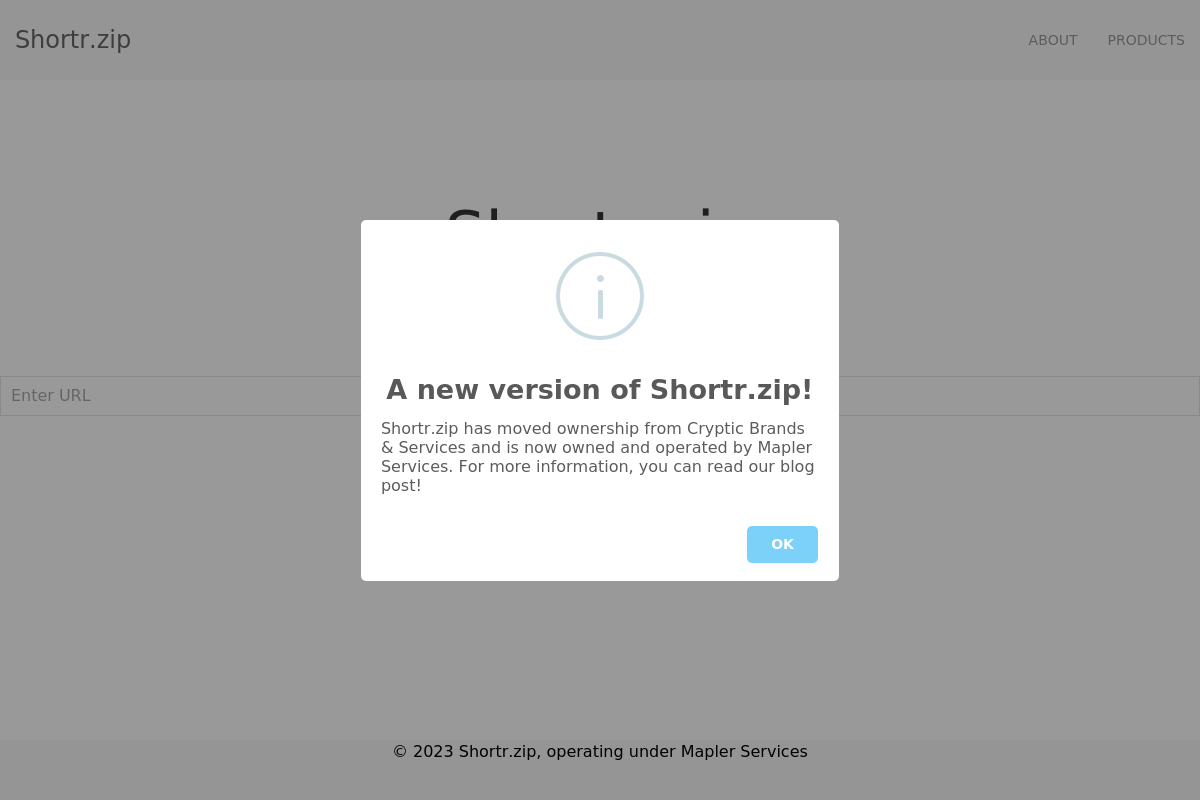 Shortr.zip
ABOUT
PRODUCTS
A new version of Shortr.zip!
Shortr.zip has moved ownership from Cryptic Brands
& Services and is now owned and operated by Mapler
Services. For more information, you can read our blog
post!
OK
Enter URL
© 2023 Shortr.zip, operating under Mapler Services